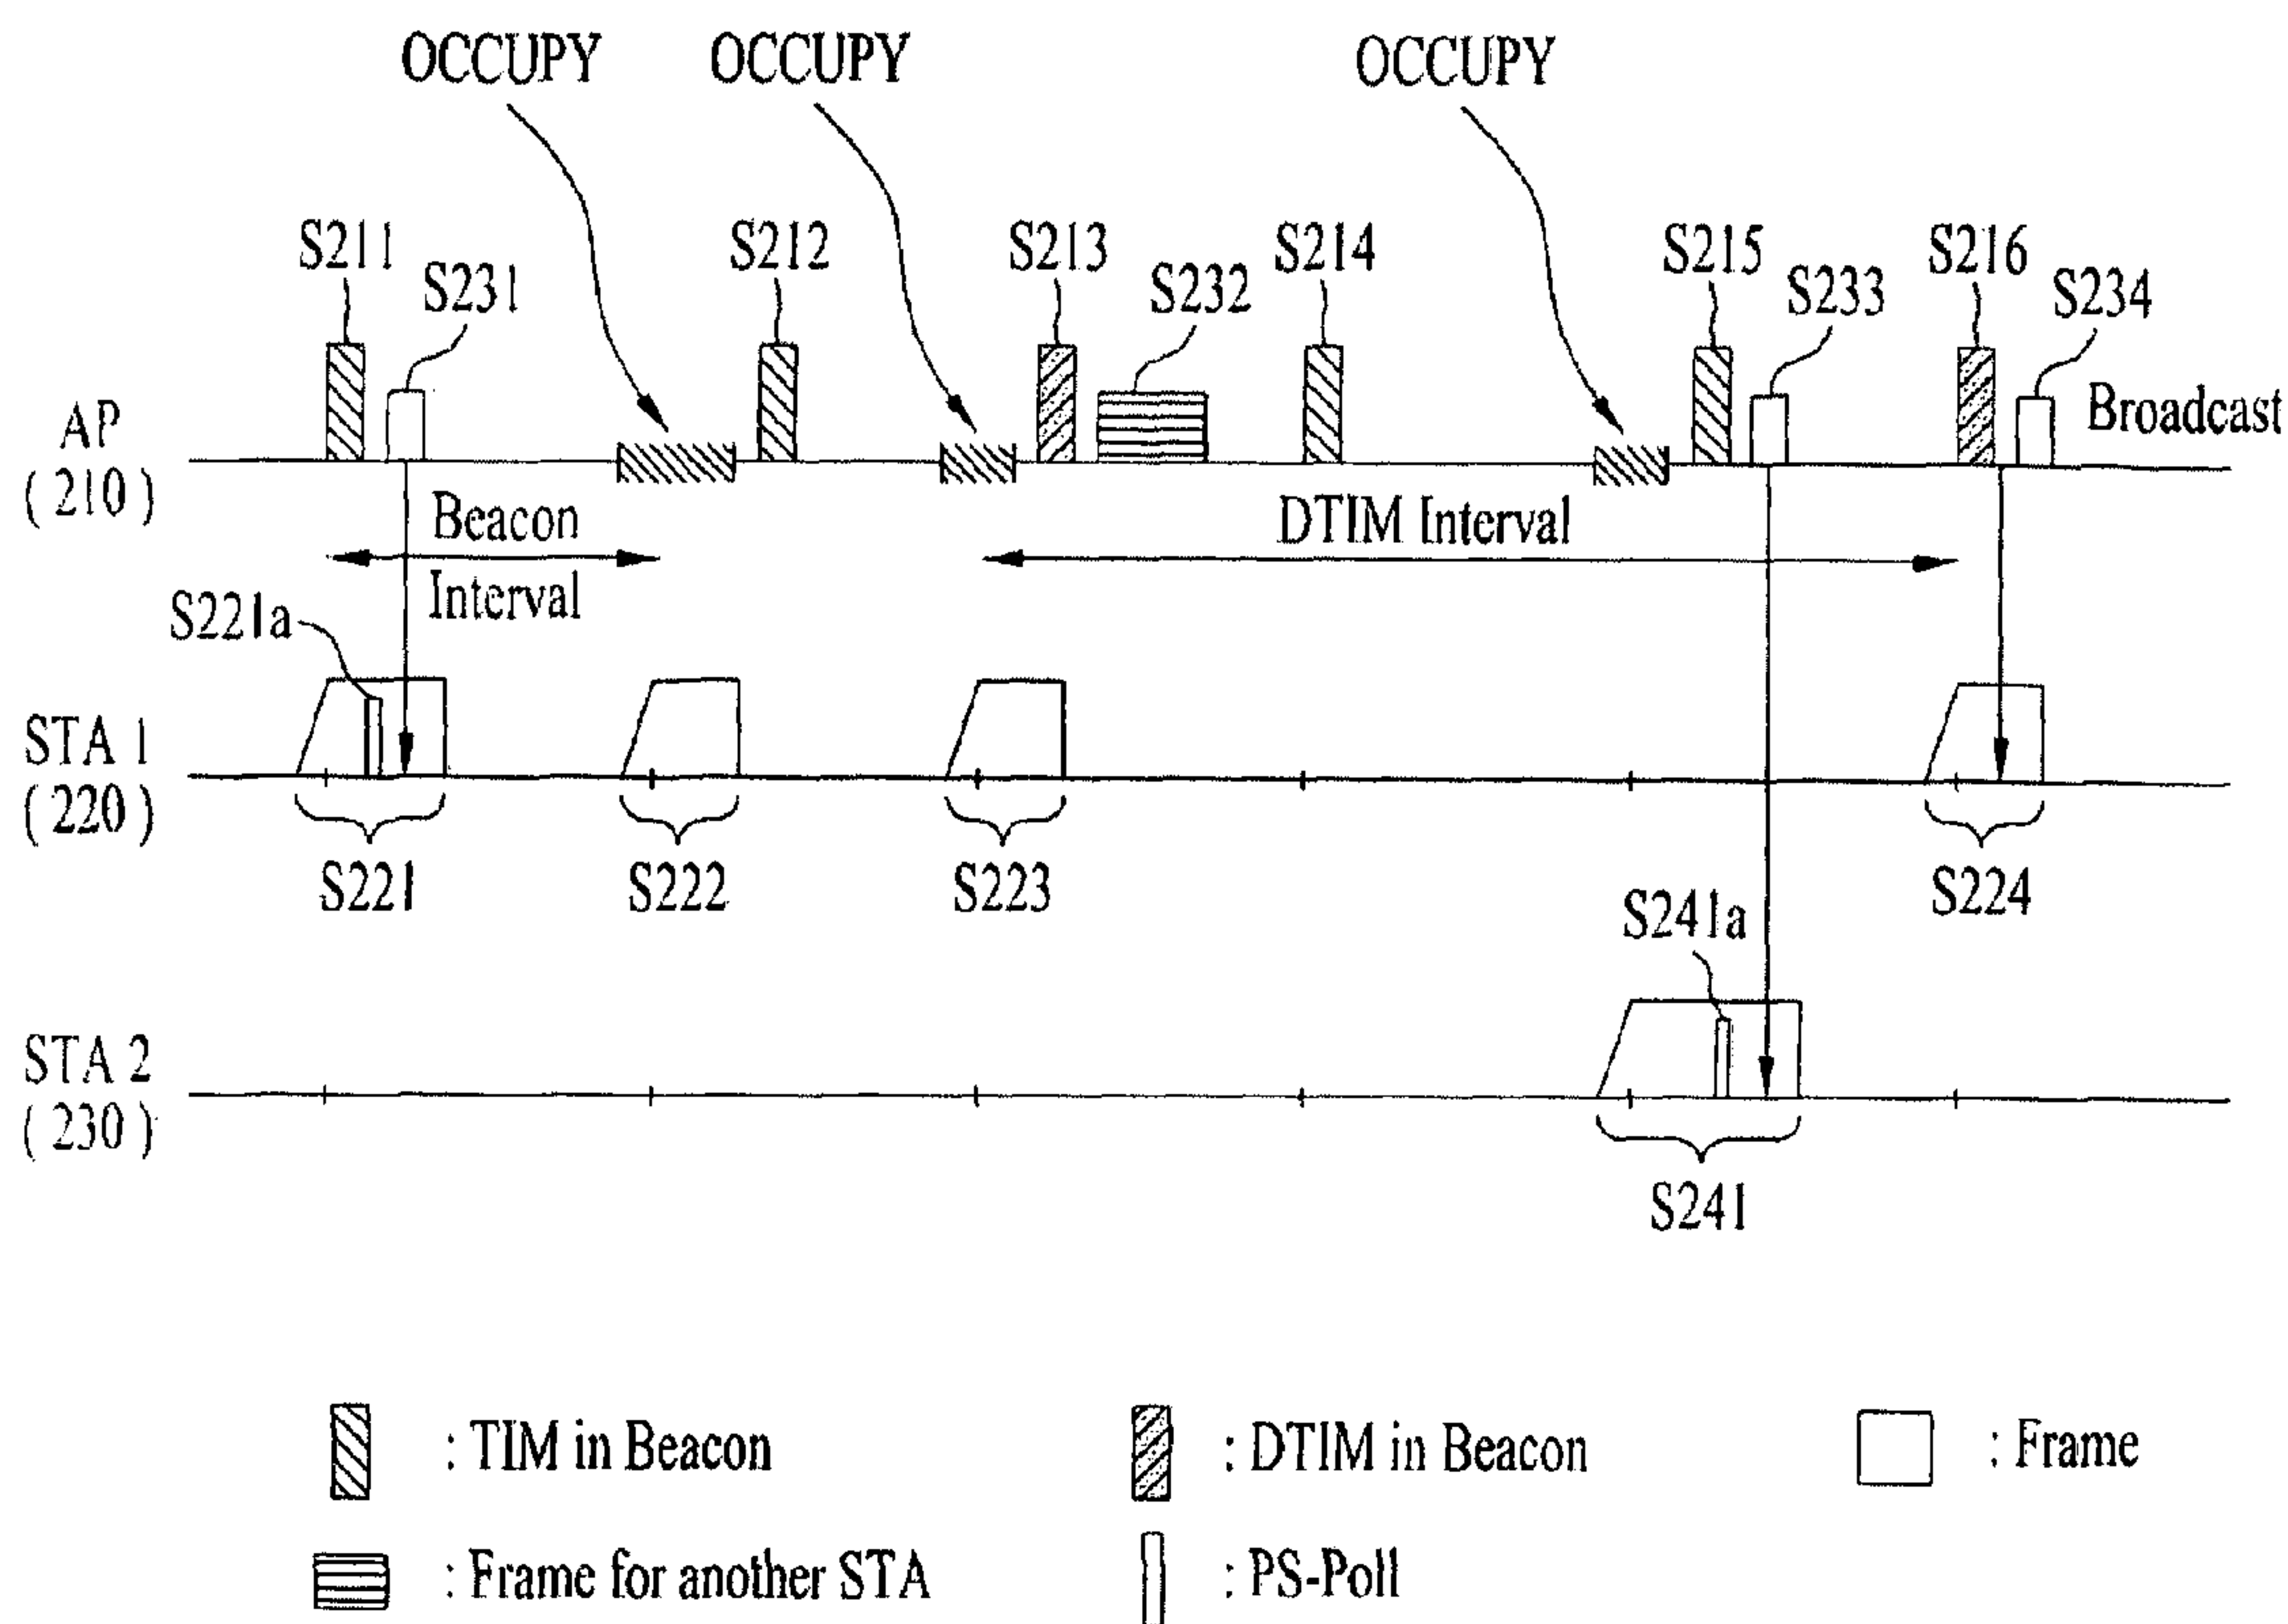 OCCUPY OCCUPY OCCUPY
S211 S231 S212 S213 S232 S214 S215 S233 S216 S234
AP
( 210 )
Broadcast
Beacon
Interval
DTIM Interval
S221a
STA 1
( 220 )
S221 S222 S223 S224
S241a
STA 2
( 230 )
S241
: TIM in Beacon
: DTIM in Beacon
: Frame
: Frame for another STA
: PS-Poll